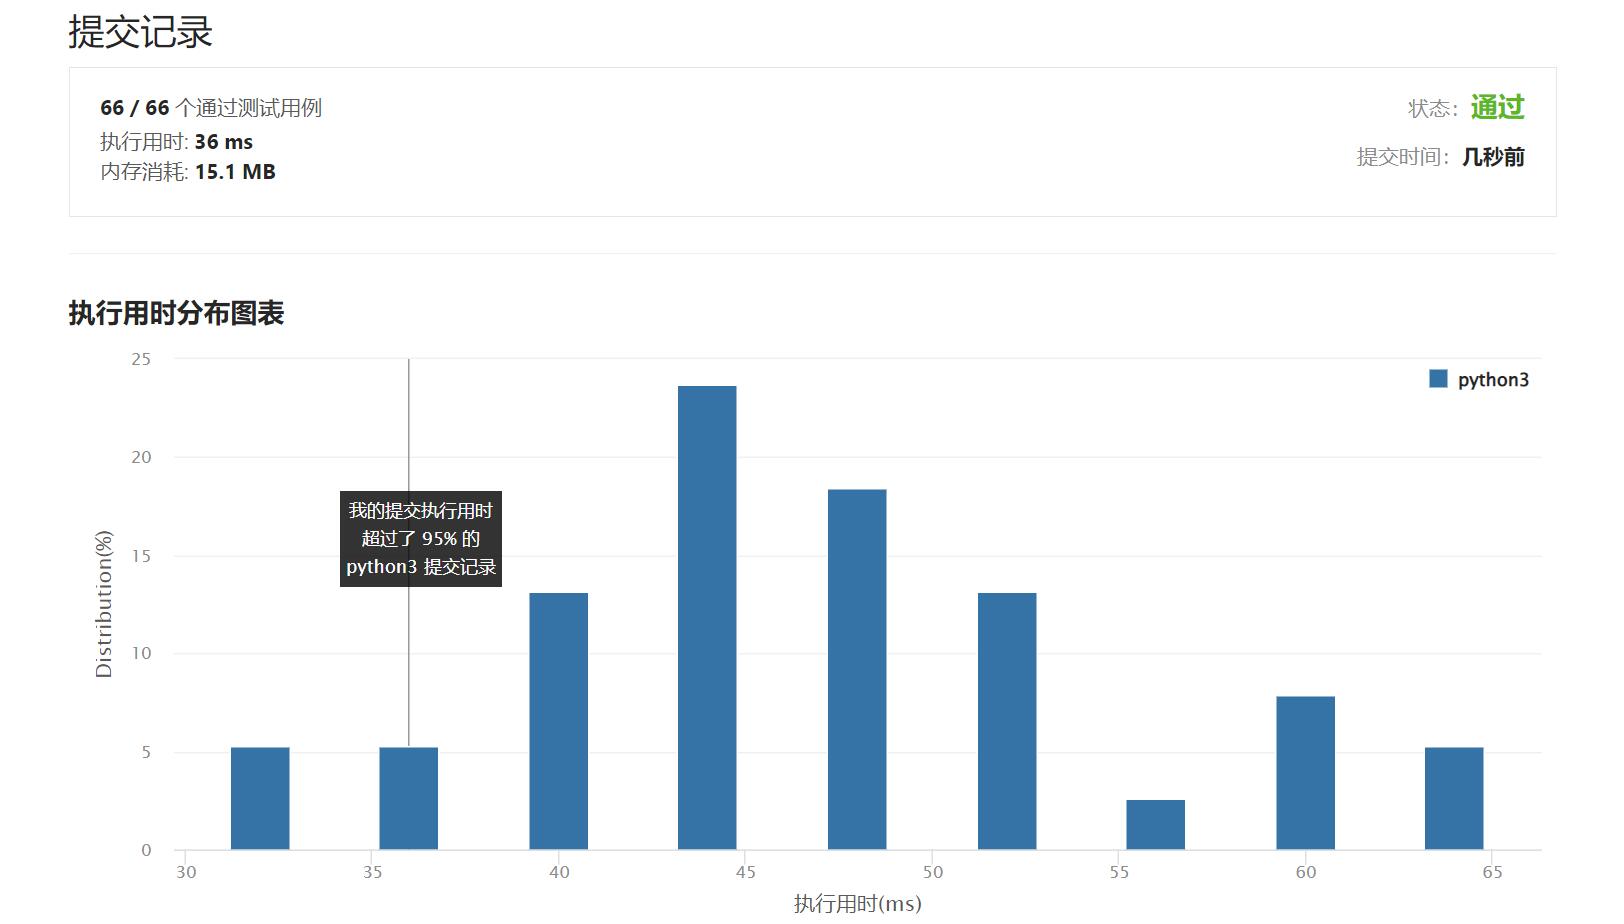 提交记录
66 / 66 个通过测试用例
状态：通过
执行用时: 36 ms
提交时间：几秒前
内存消耗: 15.1 MB
执行用时分布图表
25
python3
20
我的提交执行用时
超过了 95% 的
python3 提交记录
15
Distribution(%)
10
5
0
30 35 40 45 50 55 60 65
执行用时(ms)